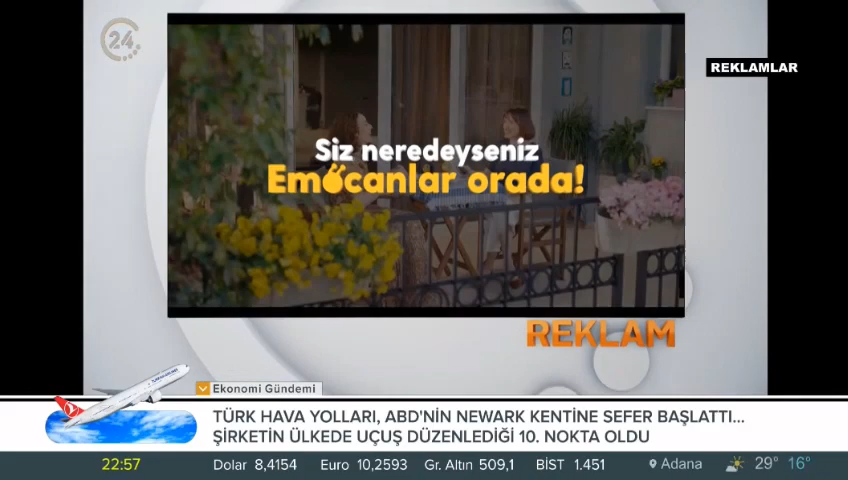 24
REKLAMLAR
Siz neredeyseniz
Emocanlar orada!
REKLAM
Ekonomi Gündemi
TÜRK HAVA YOLLARI, ABD'NİN NEWARK KENTİNE SEFER BAŞLATTI...
ŞİRKETİN ÜLKEDE UÇUŞ DÜZENLEDİĞİ 10. NOKTA OLDU
22:57 Dolar 8,4154 Euro 10,2593 Gr. Altın 509,1 BİST 1.451 Adana 29° 16°